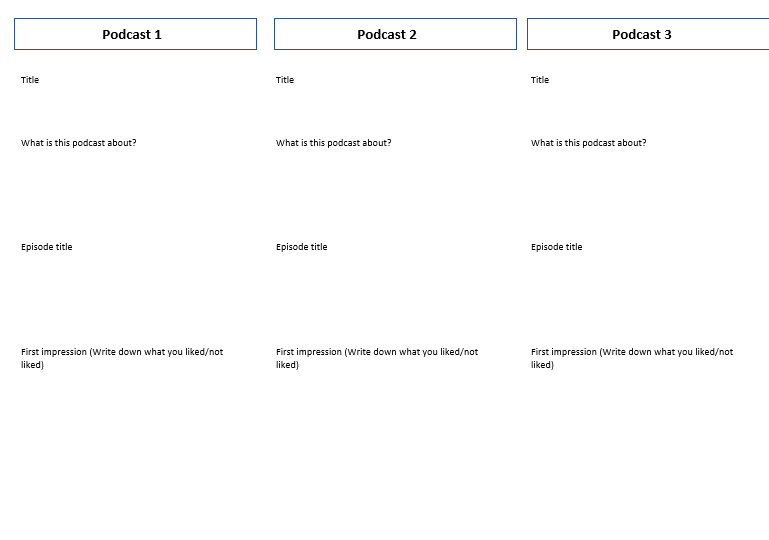 Podcast 1
Title
What is this podcast about?
Episode title
First impression (Write down what you liked/not
liked)
Podcast 2
Title
What is this podcast about?
Episode title
First impression (Write down what you liked/not
liked)
Podcast 3
Title
What is this podcast about?
Episode title
First impression (Write down what you liked/not
liked)